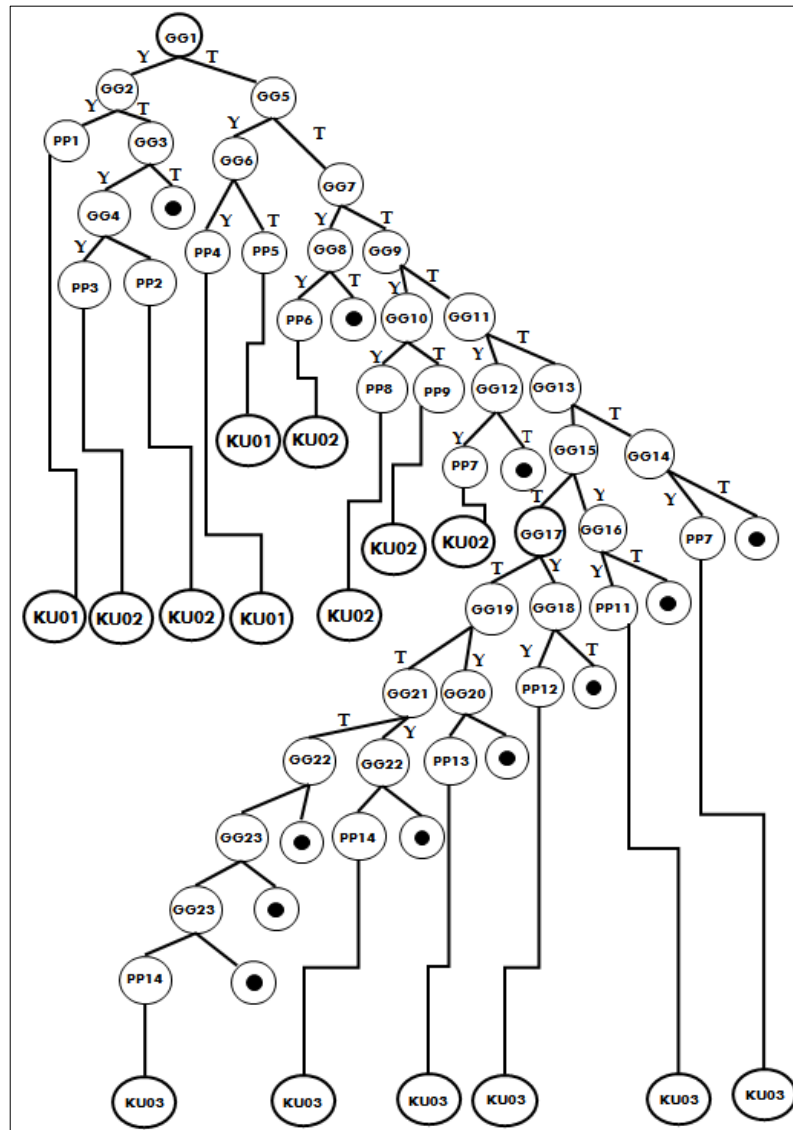 GG1
Y T
GG2 GG5
Y T Y T
PP1 GG3 GG6 GG7
Y T Y T Y T
GG4 PP4 PP5 GG8 GG9
Y Y T Y T
PP3 PP2 PP6 GG10 GG11
Y T Y T
PP8 PP9 GG12 GG13
KU01 KU02 Y T T
PP7 GG15 GG14
T Y Y T
KU02 KU02 GG17 GG16 PP7
T Y Y T
KU01 KU02 KU02 KU01 KU02 GG19 GG18 PP11
T Y Y T
GG21 GG20 PP12
T Y
GG22 GG22 PP13
GG23 PP14
GG23
PP14
KU03 KU03 KU03 KU03 KU03 KU03